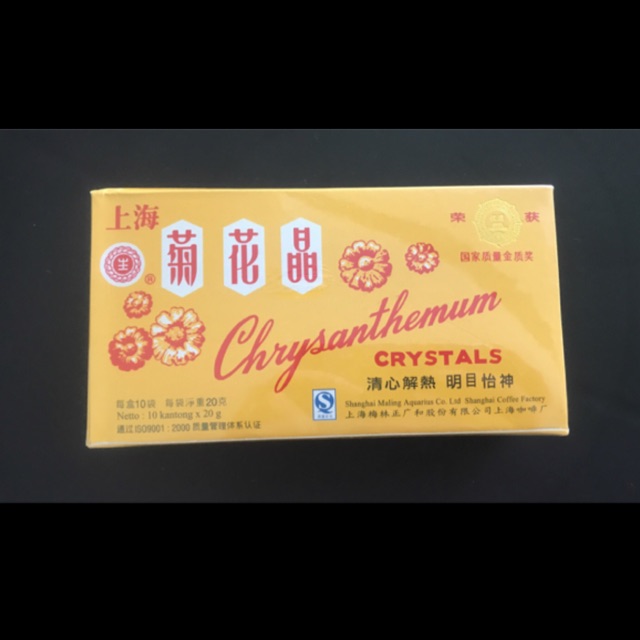 上海
荣 获
菊花晶
国家质量金质奖
Chrysanthemum
CRYSTALS
清心解熱 明目怡神
每盒10袋 每袋淨重20克
Netto : 10 kantong x 20 g
通过ISO9001 : 2000 质量管理体系认证
Shanghai Maling Aquarius Co. Ltd Shanghai Coffee Factory
上海梅林正广和股份有限公司上海咖啡厂